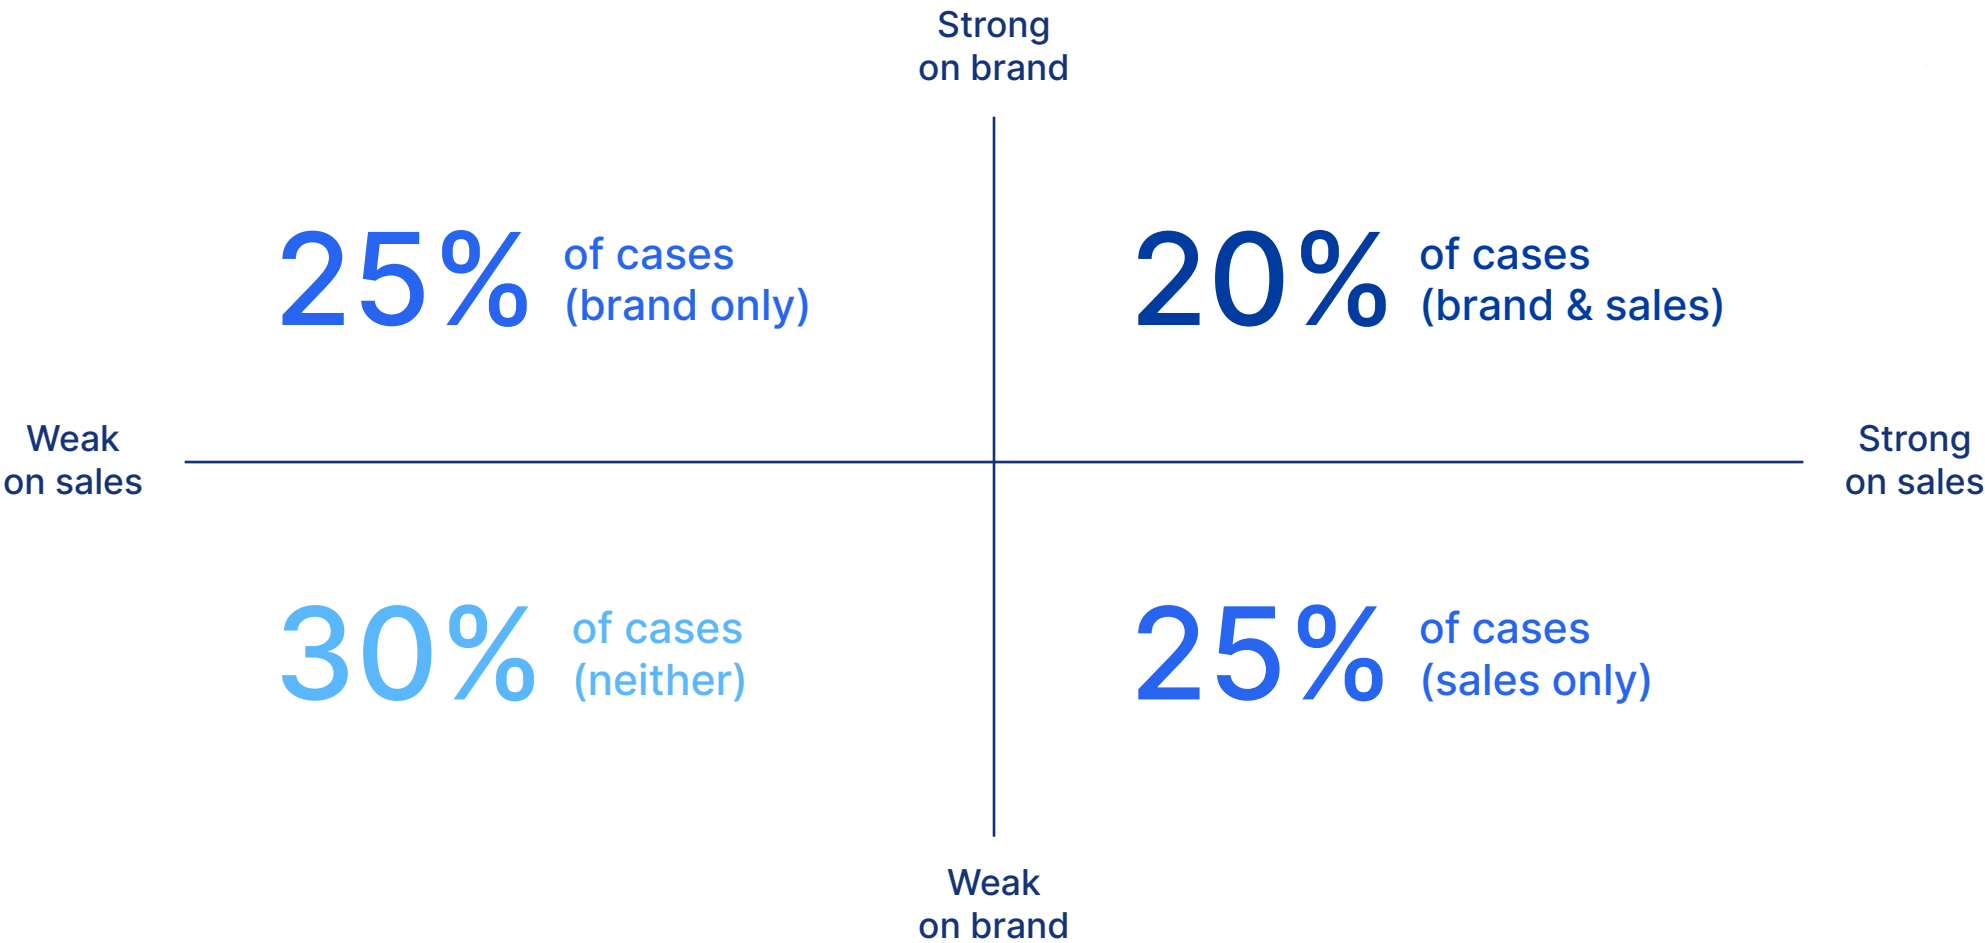 Strong
on brand
25% of cases
(brand only)
20% of cases
(brand & sales)
Weak
on sales
Strong
on sales
30% of cases
(neither)
25% of cases
(sales only)
Weak
on brand